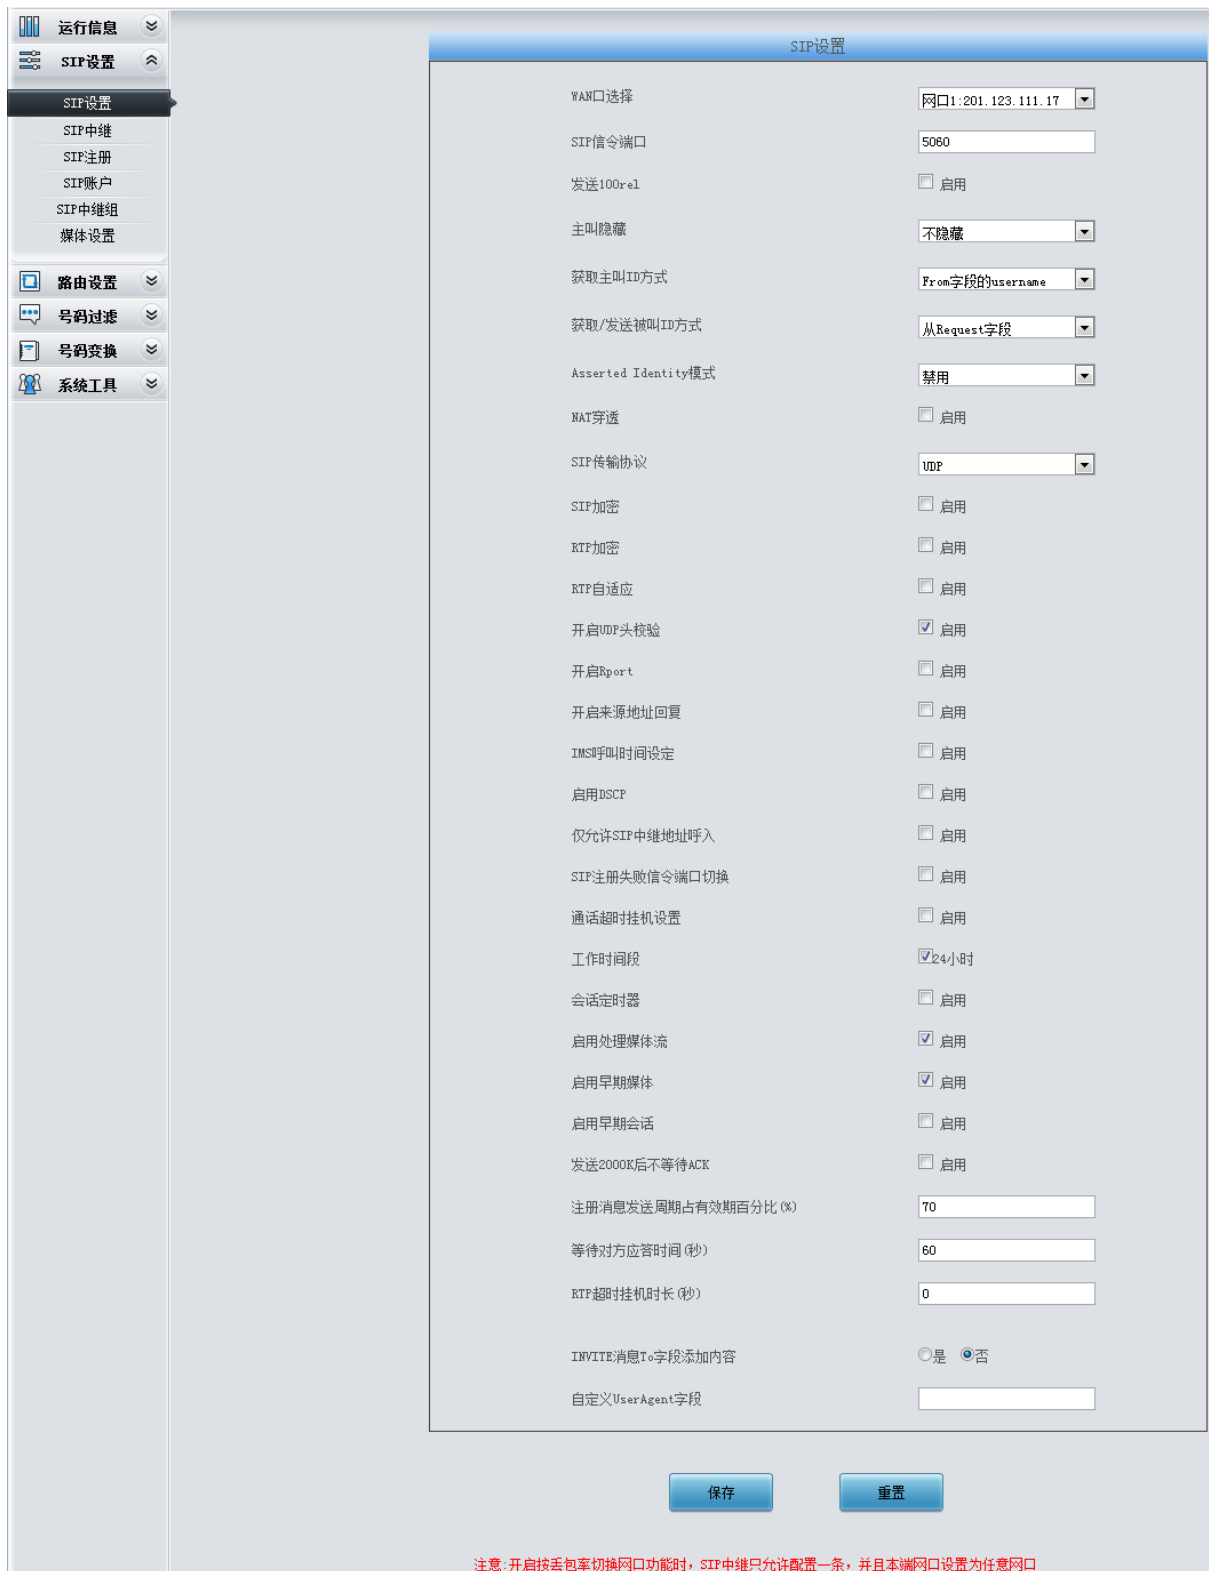 运行信息
SIP设置
SIP设置
SIP中继
SIP注册
SIP账户
SIP中继组
媒体设置
路由设置
号码过滤
号码变换
系统工具
SIP设置
WAN口选择 网口1:201.123.111.17
SIP信令端口 5060
发送100rel 启用
主叫隐藏 不隐藏
获取主叫ID方式 From字段的username
获取/发送被叫ID方式 从Request字段
Asserted Identity模式 禁用
NAT穿透 启用
SIP传输协议 UDP
SIP加密 启用
RTP加密 启用
RTP自适应 启用
开启UDP头校验 启用
开启Rport 启用
开启来源地址回复 启用
IMS呼叫时间设定 启用
启用DSCP 启用
仅允许SIP中继地址呼入 启用
SIP注册失败信令端口切换 启用
通话超时挂机设置 启用
工作时间段 24小时
会话定时器 启用
启用处理媒体流 启用
启用早期媒体 启用
启用早期会话 启用
发送200OK后不等待ACK 启用
注册消息发送周期占有效期百分比(%) 70
等待对方应答时间(秒) 60
RTP超时挂机时长(秒) 0
INVITE消息To字段添加内容 是 否
自定义UserAgent字段
保存 重置
注意:开启按丢包率切换网口功能时，SIP中继只允许配置一条，并且本端网口设置为任意网口